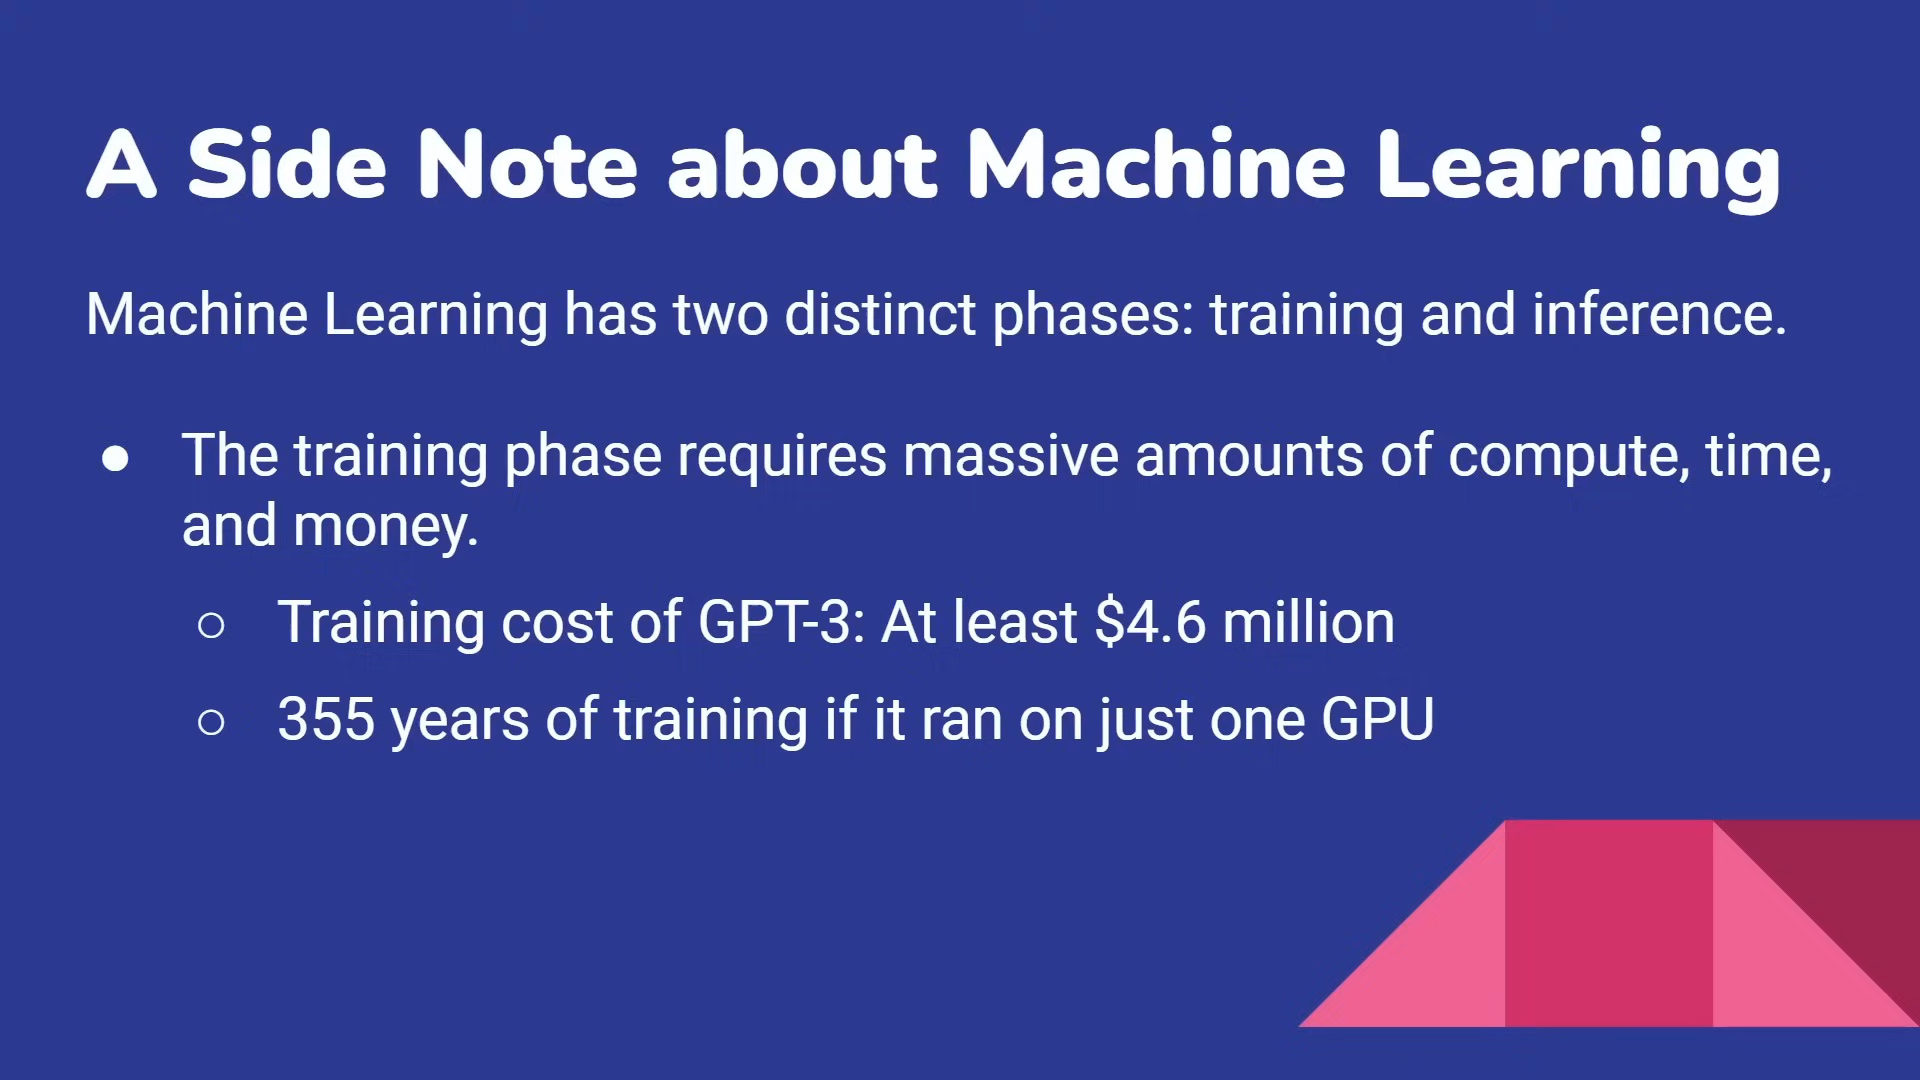 A Side Note about Machine Learning
Machine Learning has two distinct phases: training and inference.
● The training phase requires massive amounts of compute, time,
and money.
○ Training cost of GPT-3: At least $4.6 million
○ 355 years of training if it ran on just one GPU